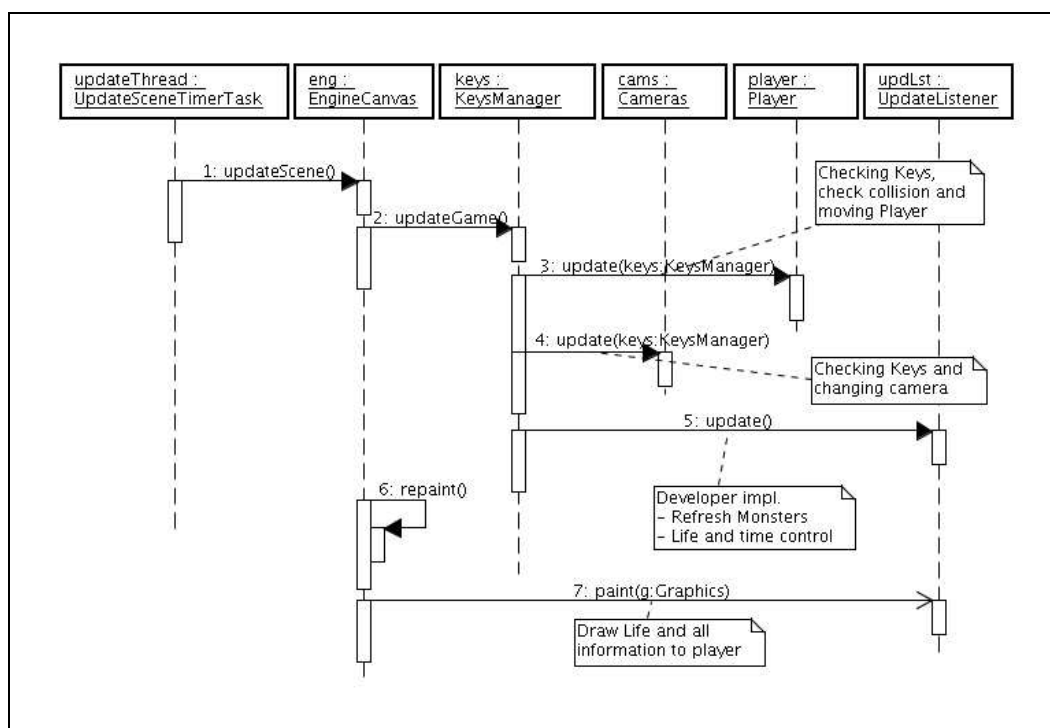 updateThread :
UpdateSceneTimerTask
eng :
EngineCanvas
keys :
KeysManager
cams :
Cameras
player :
Player
updLst :
UpdateListener
1: updateScene()
Checking Keys,
check collision and
moving Player
2: updateGame()
3: update(keys:KeysManager)
4: update(keys:KeysManager)
Checking Keys and
changing camera
5: update()
6: repaint()
Developer impl.
- Refresh Monsters
- Life and time control
7: paint(g:Graphics)
Draw Life and all
information to player